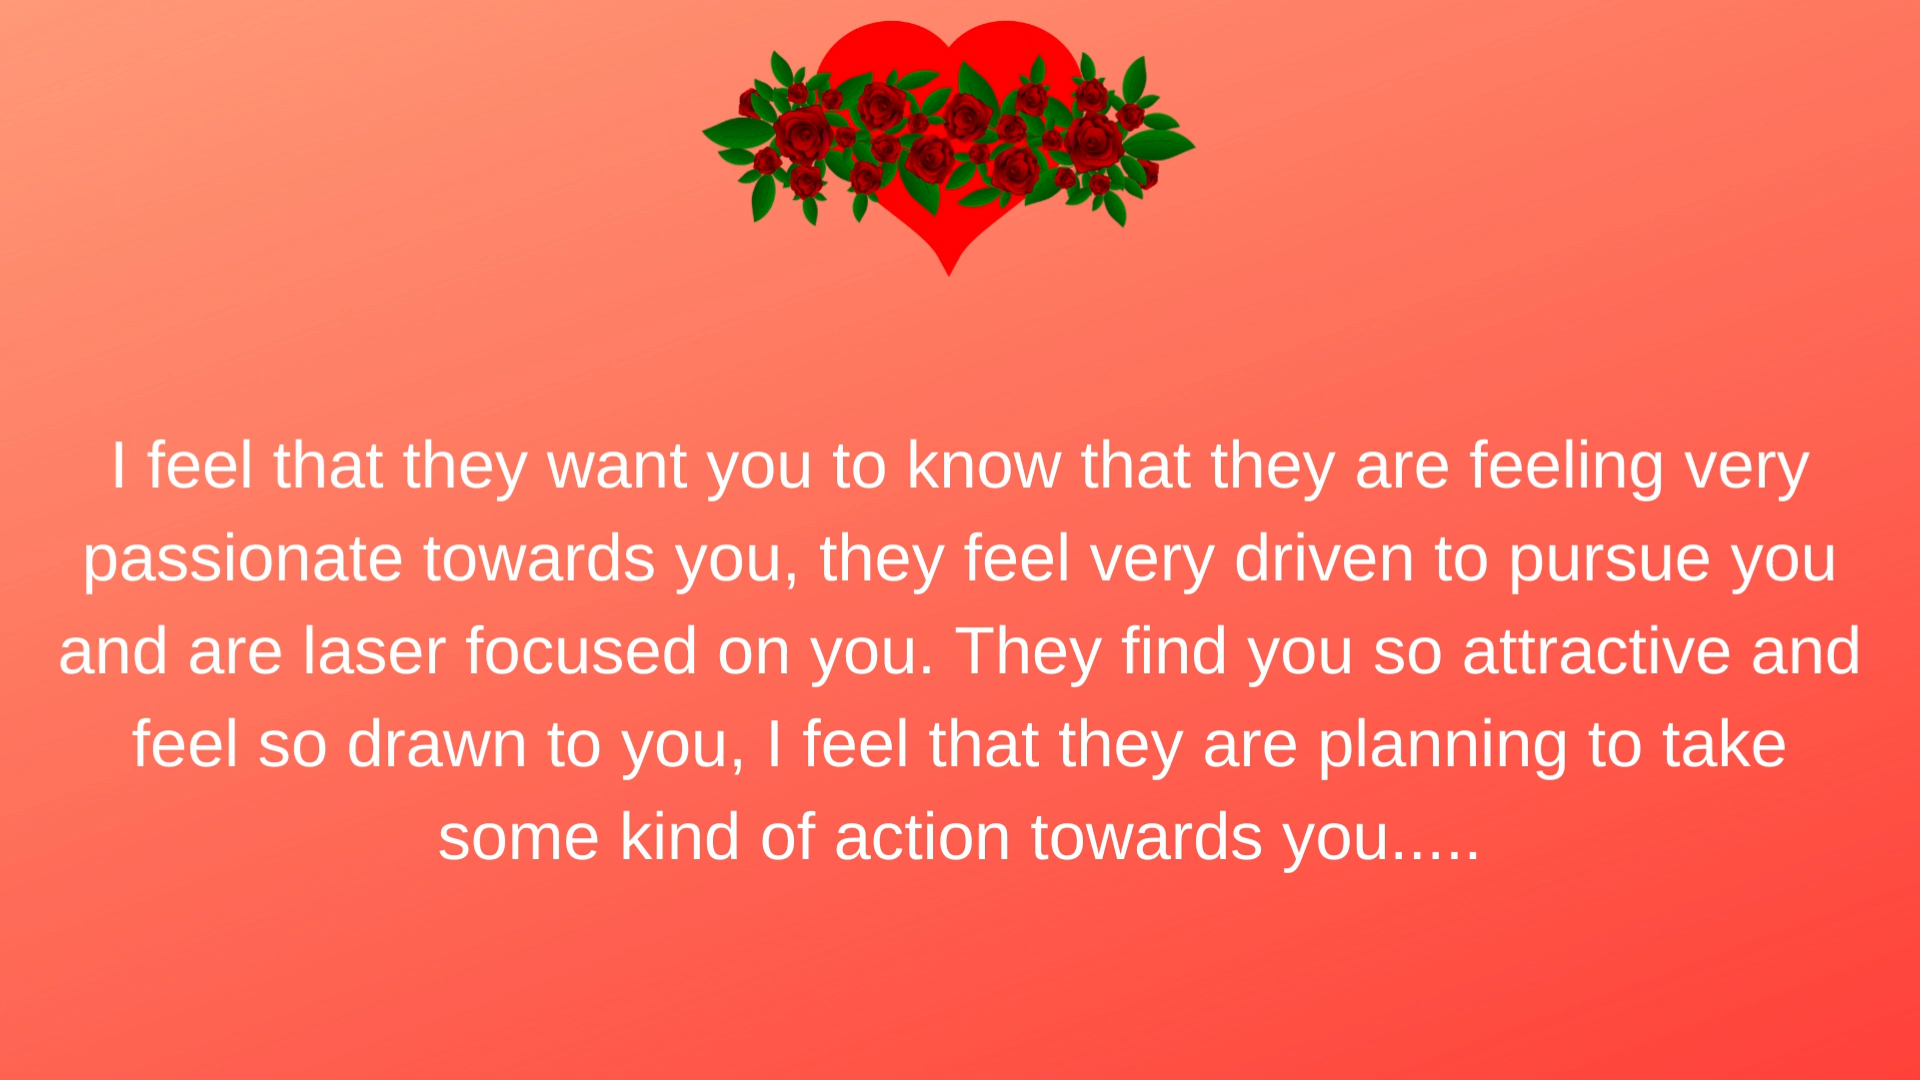 I feel that they want you to know that they are feeling very
passionate towards you, they feel very driven to pursue you
and are laser focused on you. They find you so attractive and
feel so drawn to you, I feel that they are planning to take
some kind of action towards you.....